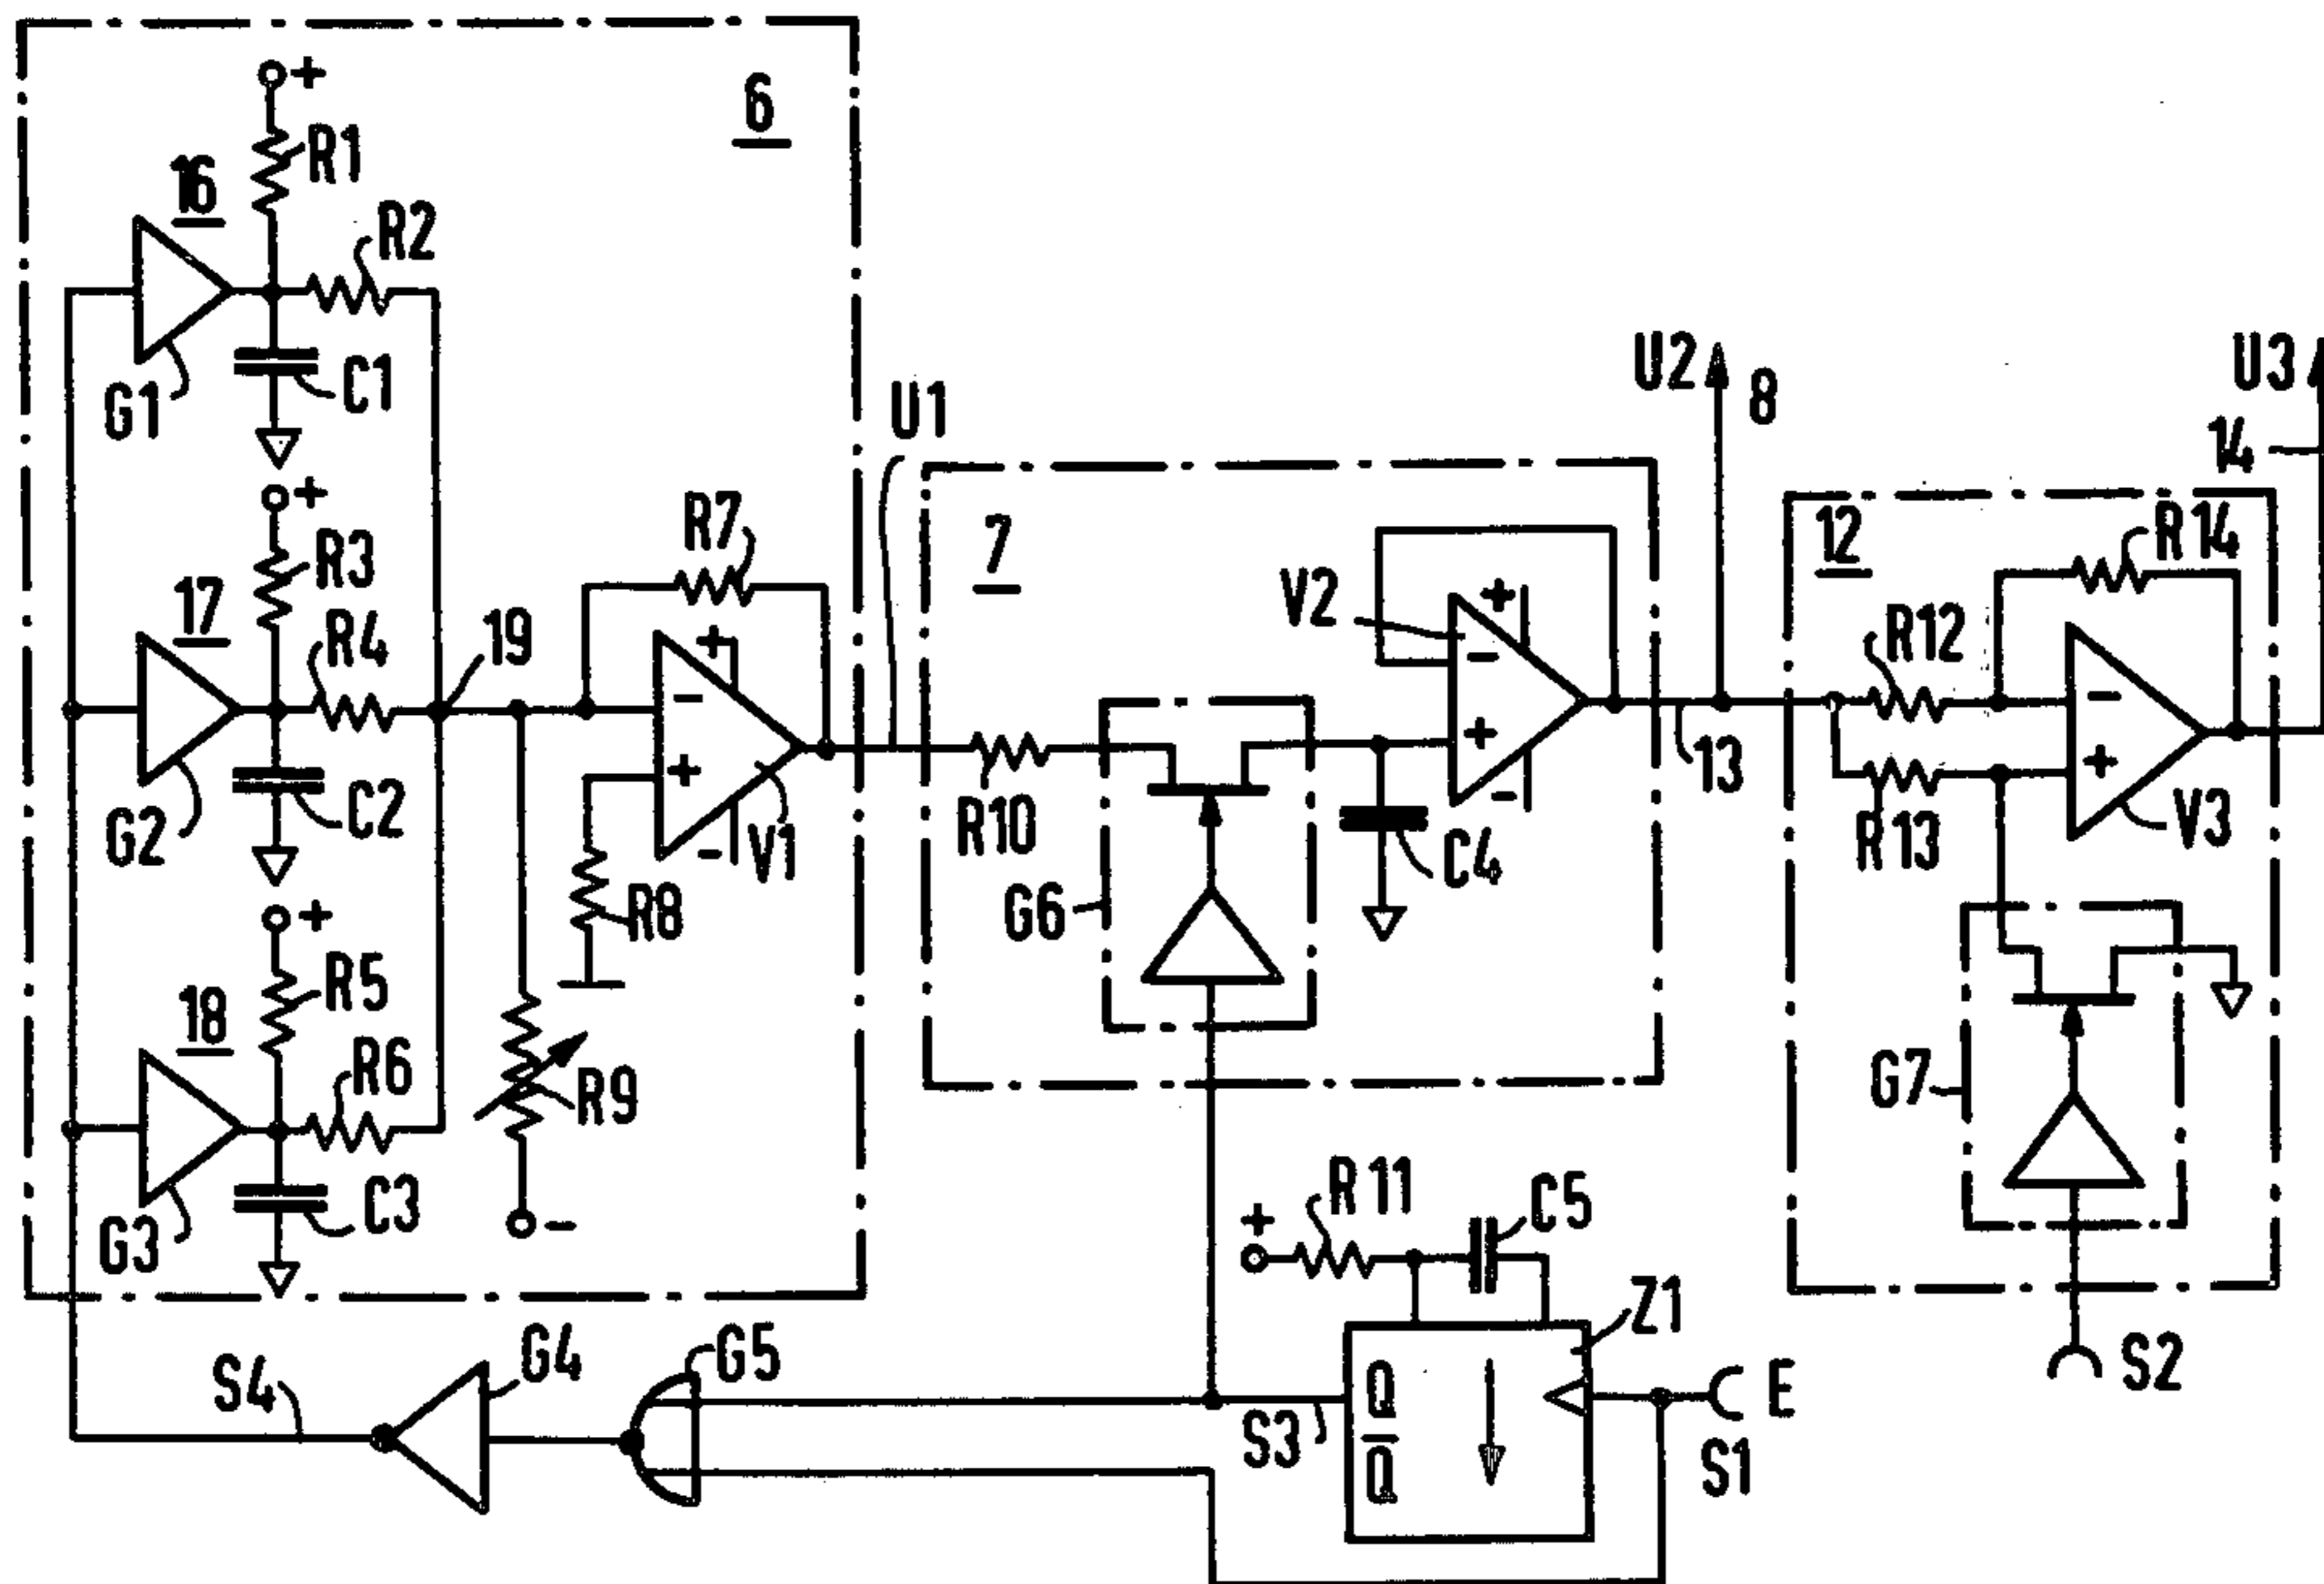 +
6
R1
16
R2
G1
C1
+
R3
17
R4
19
G2
C2
+
R5
18
R6
G3
C3
R7
+
-
+
-
V1
R8
R9
-
U1
7
R10
G6
V2
+
-
+
-
C4
U2
8
13
12
R12
R13
R14
-
+
V3
G7
U3
14
S2
+
R11
C5
Z1
Q
Q̅
E
S1
S3
G5
G4
S4